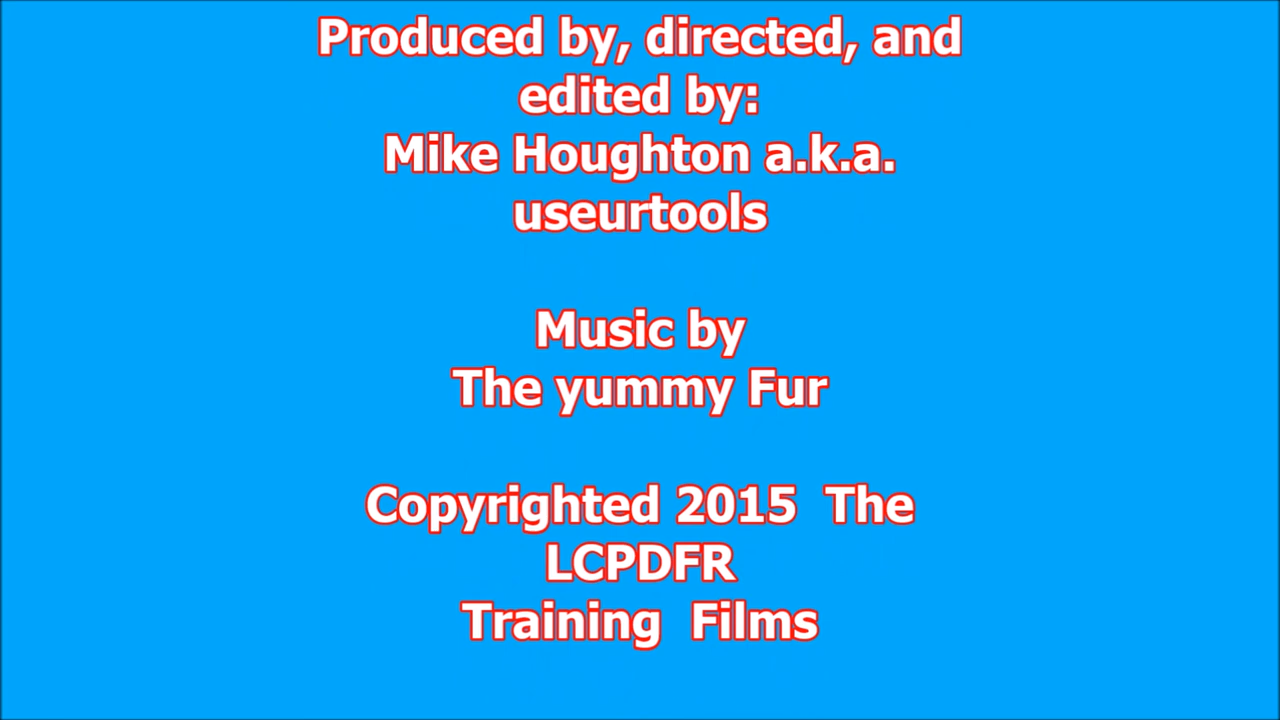 Produced by, directed, and
edited by:
Mike Houghton a.k.a.
useurtools
Music by
The yummy Fur
Copyrighted 2015  The
LCPDFR
Training  Films